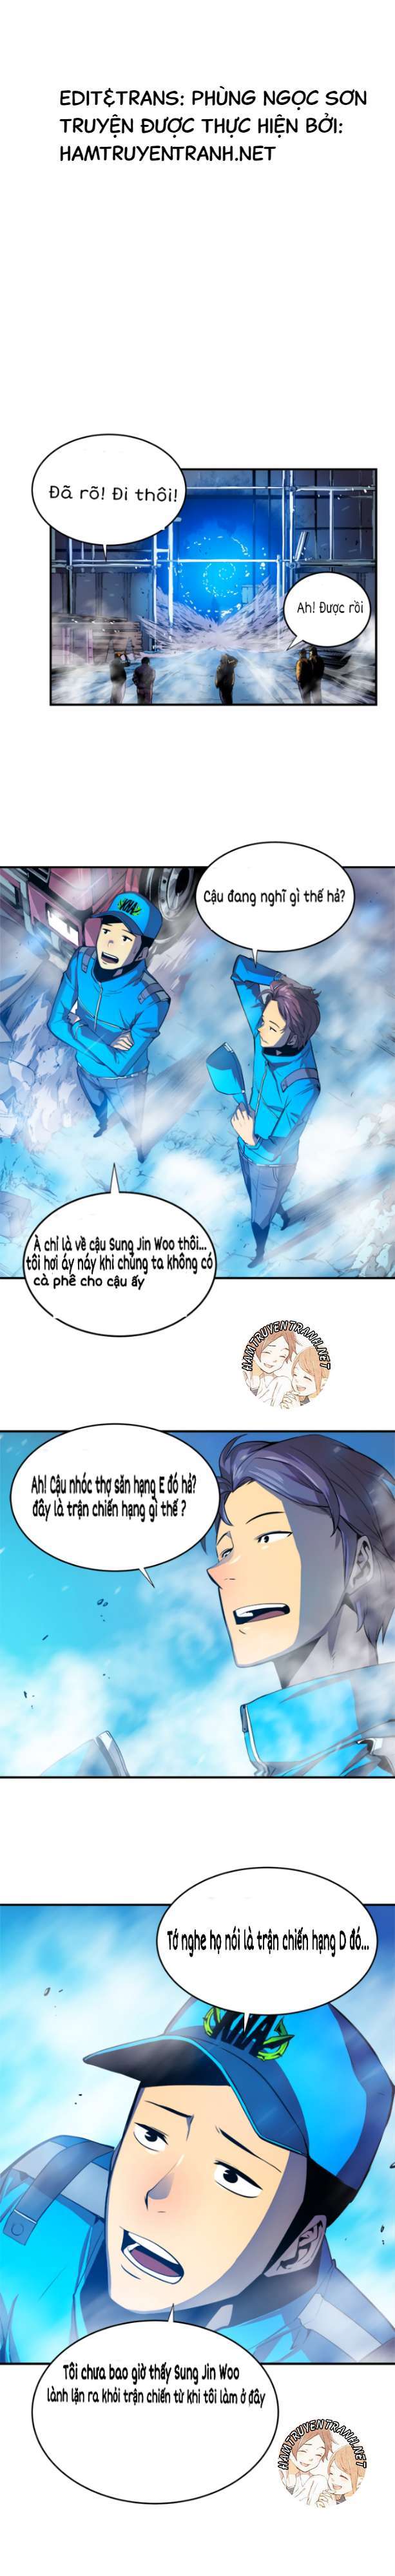 EDIT&TRANS: PHÙNG NGỌC SƠN
TRUYỆN ĐƯỢC THỰC HIỆN BỞI:
HAMTRUYENTRANH.NET
Đã rõ! Đi thôi!
Ah! Được rồi
Cậu đang nghĩ gì thế hả?
À chỉ là về cậu Sung Jin Woo thôi...
tôi hơi áy náy khi chúng ta không có
cà phê cho cậu ấy
HAMTRUYENTRANH.NET
Ah! Cậu nhóc thợ săn hạng E đó hả?
đây là trận chiến hạng gì thế ?
Tớ nghe họ nói là trận chiến hạng D đó...
Tôi chưa bao giờ thấy Sung Jin Woo
lành lặn ra khỏi trận chiến từ khi tôi làm ở đây
HAMTRUYENTRANH.NET